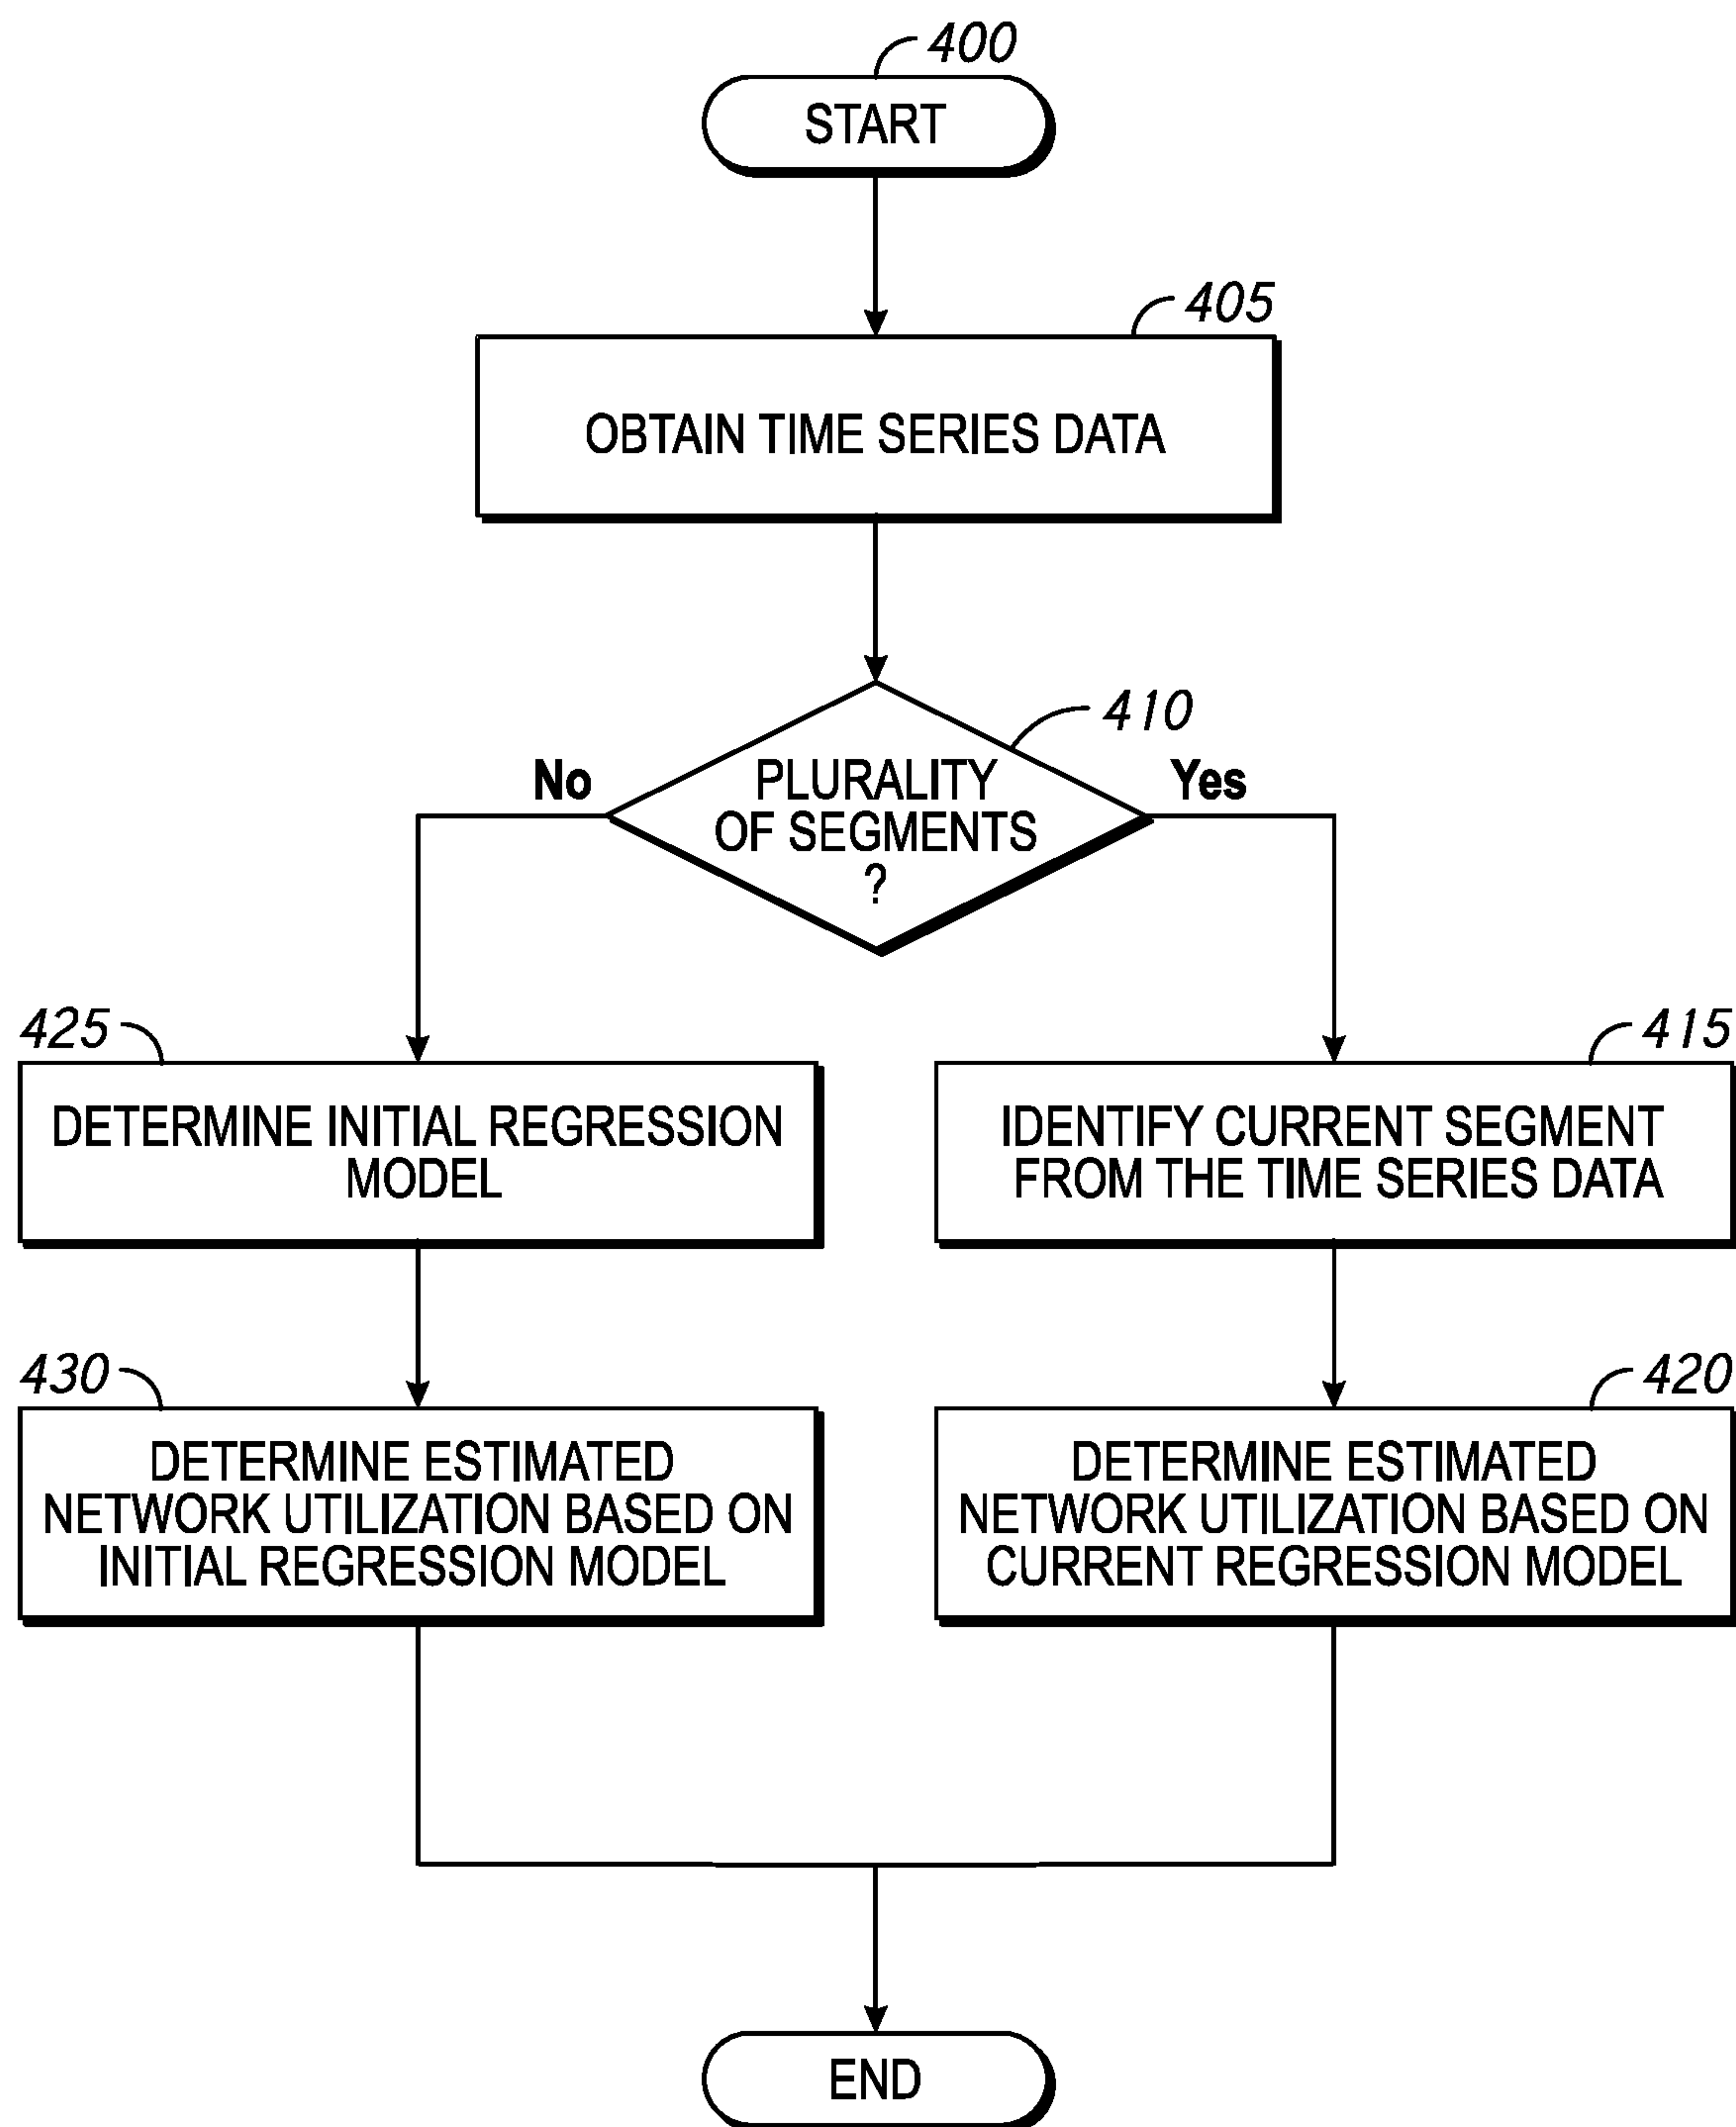 400
START
405
OBTAIN TIME SERIES DATA
410
No
PLURALITY
OF SEGMENTS
?
Yes
425
DETERMINE INITIAL REGRESSION
MODEL
415
IDENTIFY CURRENT SEGMENT
FROM THE TIME SERIES DATA
430
DETERMINE ESTIMATED
NETWORK UTILIZATION BASED ON
INITIAL REGRESSION MODEL
420
DETERMINE ESTIMATED
NETWORK UTILIZATION BASED ON
CURRENT REGRESSION MODEL
END